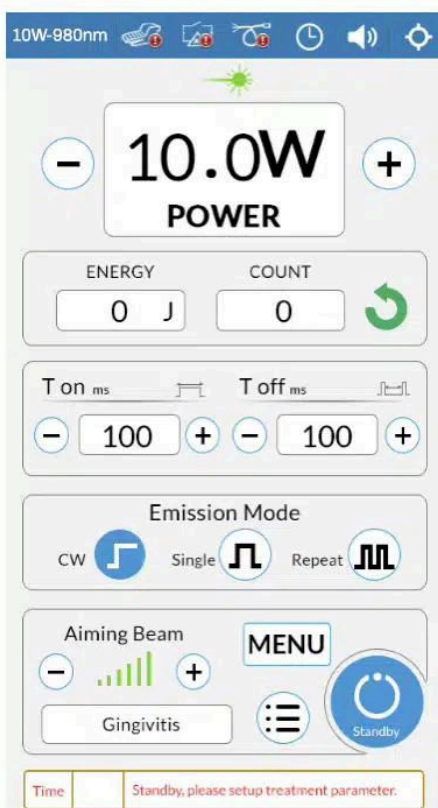 10W-980nm
10.0W
POWER
ENERGY COUNT
0 J 0
T on ms T off ms
100 100
Emission Mode
CW Single Repeat
Aiming Beam
MENU
Gingivitis
Standby
Time Standby, please setup treatment parameter.